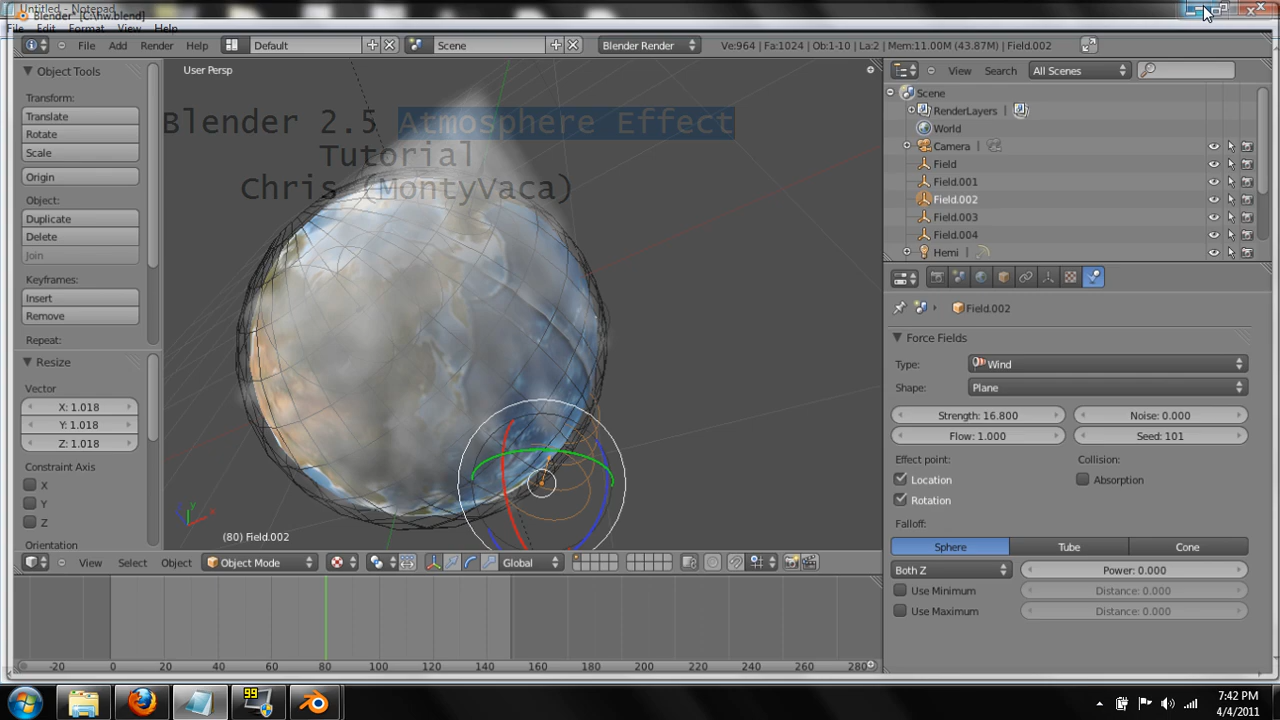 Untitled - Notepad
Blender* [C:\hw.blend]
File Edit Format View Help
File Add Render Help Default Scene Blender Render Ve:964 | Fa:1024 | Ob:1-10 | La:2 | Mem:11.00M (43.87M) | Field.002
Object Tools
Transform:
Translate
Rotate
Scale
Origin
Object:
Duplicate
Delete
Join
Keyframes:
Insert
Remove
Repeat:
Resize
Vector
X: 1.018
Y: 1.018
Z: 1.018
Constraint Axis
X
Y
Z
Orientation
User Persp
Blender 2.5 Atmosphere Effect
Tutorial
Chris (MontyVaca)
(80) Field.002
View Select Object Object Mode Global
-20 0 20 40 60 80 100 120 140 160 180 200 220 240 260 280
View Search All Scenes
Scene
RenderLayers
World
Camera
Field
Field.001
Field.002
Field.003
Field.004
Hemi
Field.002
Force Fields
Type: Wind
Shape: Plane
Strength: 16.800 Noise: 0.000
Flow: 1.000 Seed: 101
Effect point: Collision:
Location Absorption
Rotation
Falloff:
Sphere Tube Cone
Both Z Power: 0.000
Use Minimum Distance: 0.000
Use Maximum Distance: 0.000
99
7:42 PM
4/4/2011